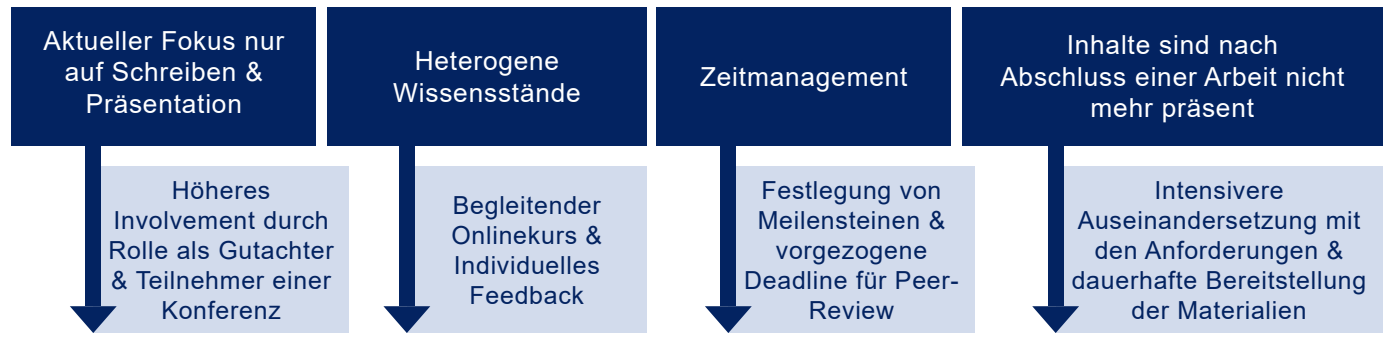 Aktueller Fokus nur
auf Schreiben &
Präsentation
Heterogene
Wissensstände
Zeitmanagement
Inhalte sind nach
Abschluss einer Arbeit nicht
mehr präsent
Höheres
Involvement durch
Rolle als Gutachter
& Teilnehmer einer
Konferenz
Begleitender
Onlinekurs &
Individuelles
Feedback
Festlegung von
Meilensteinen &
vorgezogene
Deadline für Peer-
Review
Intensivere
Auseinandersetzung mit
den Anforderungen &
dauerhafte Bereitstellung
der Materialien